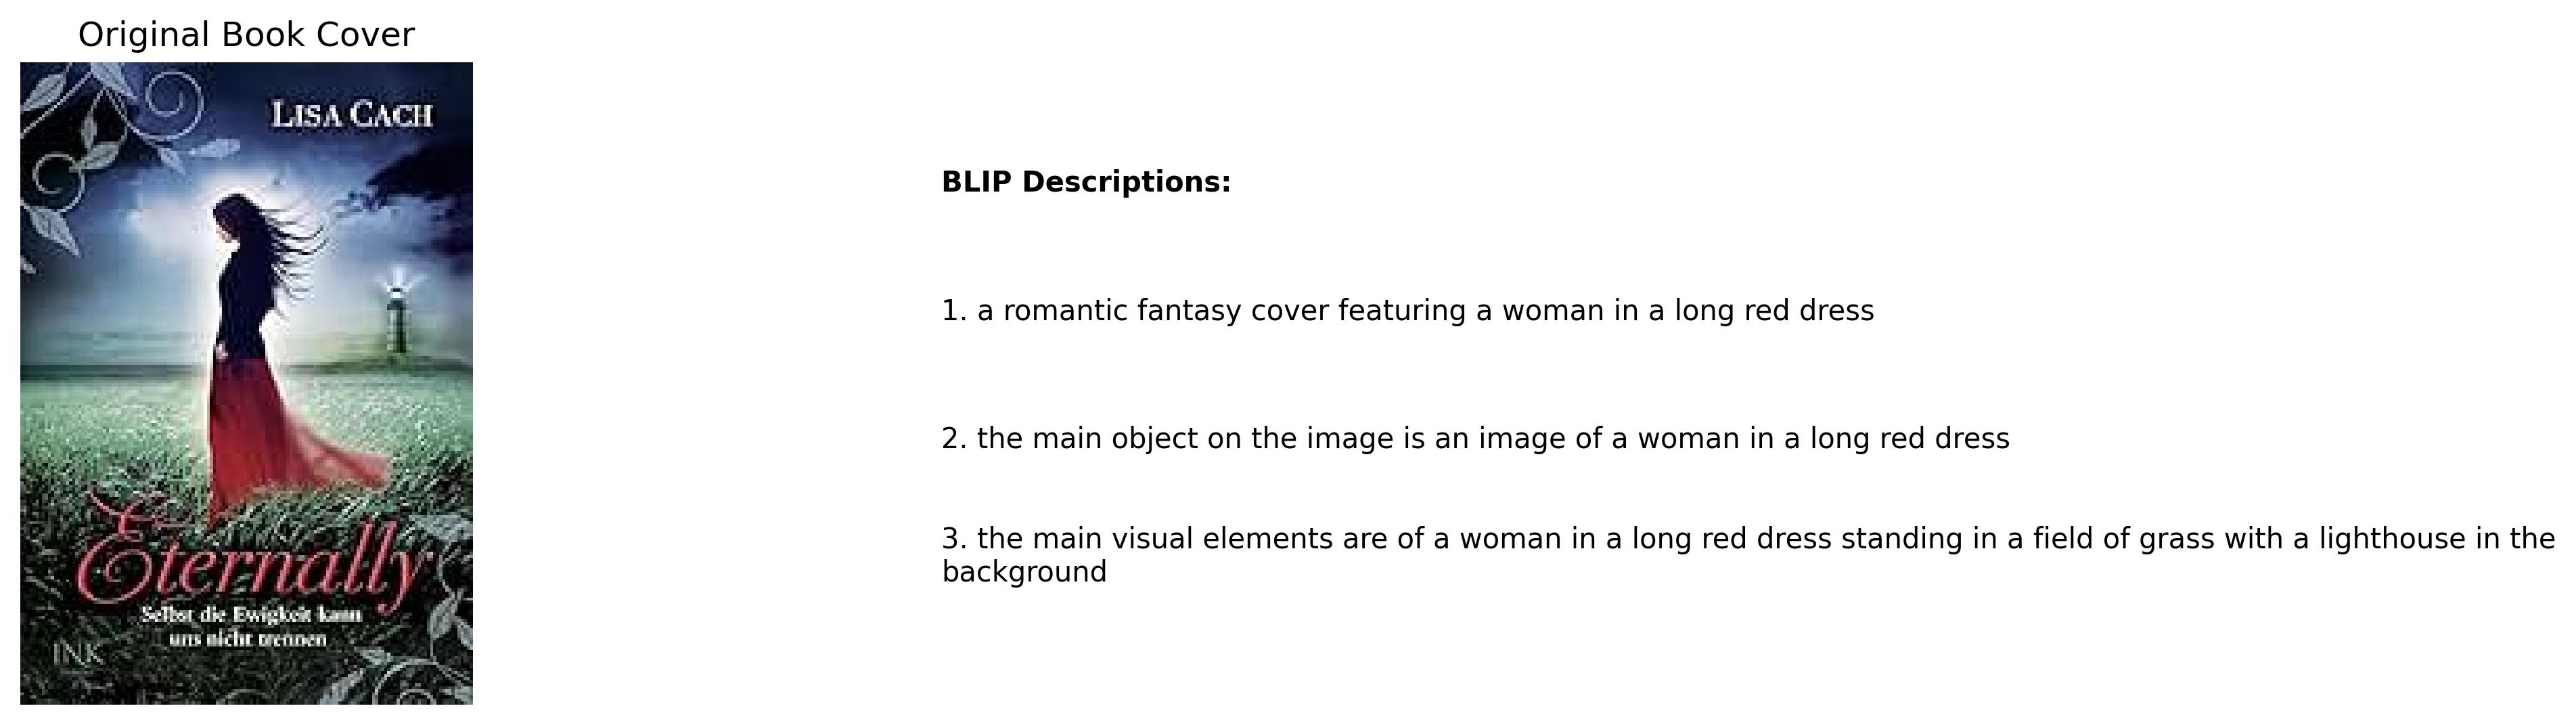 Original Book Cover
LISA CACH
Eternally
Selbst die Ewigkeit kann
uns nicht trennen
INK
BLIP Descriptions:
1. a romantic fantasy cover featuring a woman in a long red dress
2. the main object on the image is an image of a woman in a long red dress
3. the main visual elements are of a woman in a long red dress standing in a field of grass with a lighthouse in the
background